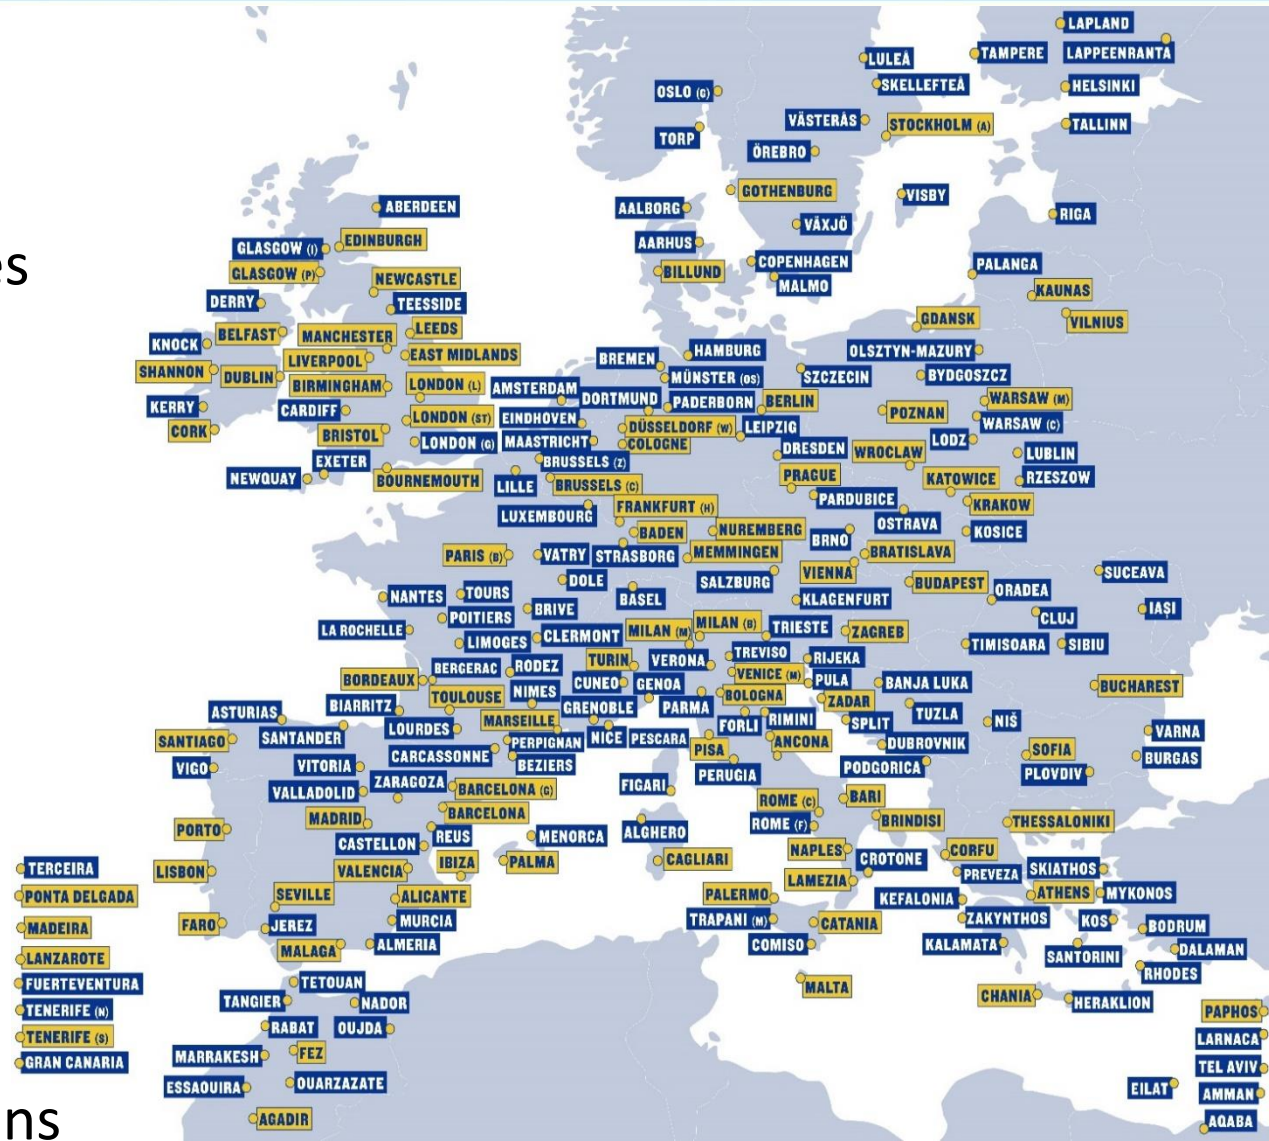 LAPLAND
LULEÅ
TAMPERE
LAPPEENRANTA
SKELLEFTEÅ
HELSINKI
OSLO (G)
VÄSTERÅS
STOCKHOLM (A)
TALLINN
TORP
ÖREBRO
GOTHENBURG
VISBY
ABERDEEN
AALBORG
RIGA
VÄXJÖ
EDINBURGH
GLASGOW (I)
AARHUS
es
COPENHAGEN
PALANGA
GLASGOW (P)
BILLUND
NEWCASTLE
MALMO
KAUNAS
DERRY
TEESSIDE
GDANSK
VILNIUS
BELFAST
MANCHESTER
LEEDS
KNOCK
HAMBURG
OLSZTYN-MAZURY
LIVERPOOL
EAST MIDLANDS
BREMEN
SHANNON
DUBLIN
MÜNSTER (OS)
SZCZECIN
BYDGOSZCZ
BIRMINGHAM
LONDON (L)
AMSTERDAM
DORTMUND
PADERBORN
BERLIN
WARSAW (M)
KERRY
CARDIFF
LONDON (ST)
EINDHOVEN
POZNAN
WARSAW (C)
CORK
BRISTOL
DÜSSELDORF (W)
LEIPZIG
LONDON (G)
MAASTRICHT
COLOGNE
LODZ
DRESDEN
WROCLAW
LUBLIN
EXETER
BRUSSELS (Z)
NEWQUAY
BOURNEMOUTH
LILLE
BRUSSELS (C)
PRAGUE
KATOWICE
RZESZOW
PARDUBICE
KRAKOW
LUXEMBOURG
FRANKFURT (H)
OSTRAVA
BADEN
NUREMBERG
BRNO
KOSICE
PARIS (B)
VATRY
STRASBORG
MEMMINGEN
BRATISLAVA
DOLE
SALZBURG
VIENNA
BUDAPEST
SUCEAVA
NANTES
TOURS
BASEL
KLAGENFURT
ORADEA
POITIERS
BRIVE
CLUJ
IAȘI
LA ROCHELLE
LIMOGES
CLERMONT
MILAN (M)
MILAN (B)
TRIESTE
ZAGREB
TIMISOARA
SIBIU
BERGERAC
RODEZ
TURIN
VERONA
TREVISO
RIJEKA
BORDEAUX
TOULOUSE
NIMES
CUNEO
GENOA
VENICE (M)
PULA
BANJA LUKA
BUCHAREST
BIARRITZ
GRENOBLE
PARMA
BOLOGNA
ZADAR
ASTURIAS
SANTANDER
LOURDES
MARSEILLE
NICE
PESCARA
FORLI
RIMINI
SPLIT
TUZLA
NIŠ
VARNA
SANTIAGO
CARCASSONNE
PERPIGNAN
PISA
ANCONA
DUBROVNIK
SOFIA
BURGAS
VIGO
VITORIA
BEZIERS
PERUGIA
PODGORICA
PLOVDIV
VALLADOLID
ZARAGOZA
BARCELONA (G)
FIGARI
ROME (C)
BARI
MADRID
BARCELONA
ROME (F)
BRINDISI
THESSALONIKI
PORTO
CASTELLON
REUS
MENORCA
ALGHERO
NAPLES
CORFU
TERCEIRA
LISBON
VALENCIA
IBIZA
PALMA
CAGLIARI
CROTONE
PREVEZA
SKIATHOS
PONTA DELGADA
SEVILLE
ALICANTE
PALERMO
LAMEZIA
KEFALONIA
ATHENS
MYKONOS
MADEIRA
FARO
JEREZ
MURCIA
TRAPANI (M)
CATANIA
ZAKYNTHOS
KOS
BODRUM
MALAGA
ALMERIA
COMISO
KALAMATA
SANTORINI
DALAMAN
LANZAROTE
RHODES
FUERTEVENTURA
TETOUAN
MALTA
CHANIA
HERAKLION
TANGIER
NADOR
TENERIFE (N)
PAPHOS
RABAT
OUJDA
TENERIFE (S)
LARNACA
MARRAKESH
FEZ
GRAN CANARIA
TEL AVIV
ESSAOUIRA
OUARZAZATE
EILAT
AMMAN
AGADIR
AQABA
ns